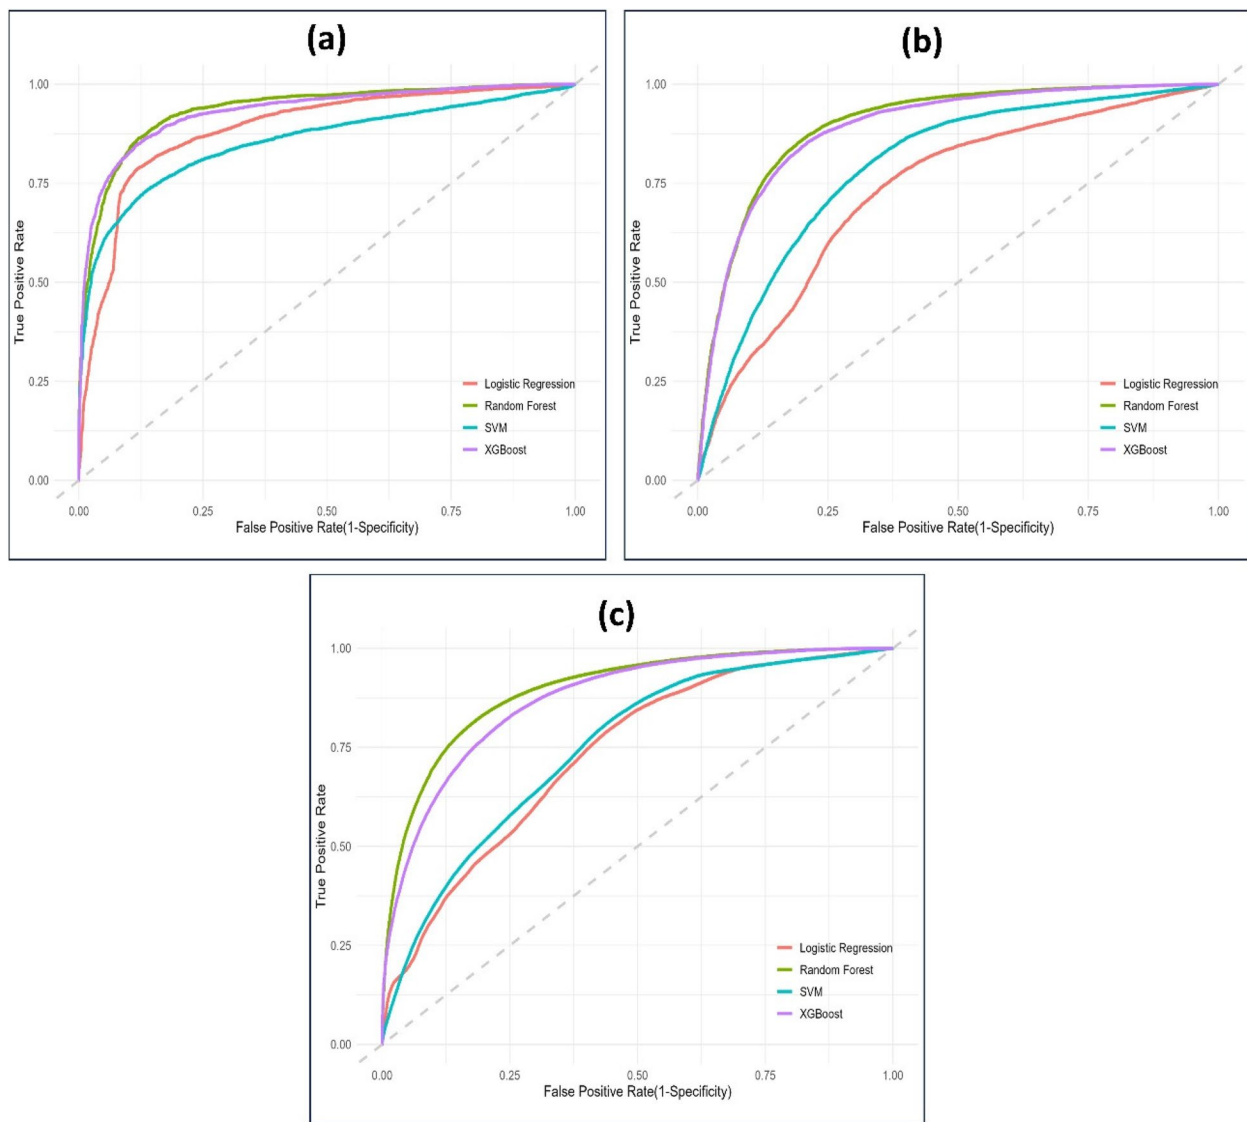 (a)
1.00
0.75
0.50
0.25
0.00
True Positive Rate
Logistic Regression
Random Forest
SVM
XGBoost
0.00 0.25 0.50 0.75 1.00
False Positive Rate(1-Specificity)
(b)
1.00
0.75
0.50
0.25
0.00
True Positive Rate
Logistic Regression
Random Forest
SVM
XGBoost
0.00 0.25 0.50 0.75 1.00
False Positive Rate(1-Specificity)
(c)
1.00
0.75
0.50
0.25
0.00
True Positive Rate
Logistic Regression
Random Forest
SVM
XGBoost
0.00 0.25 0.50 0.75 1.00
False Positive Rate(1-Specificity)